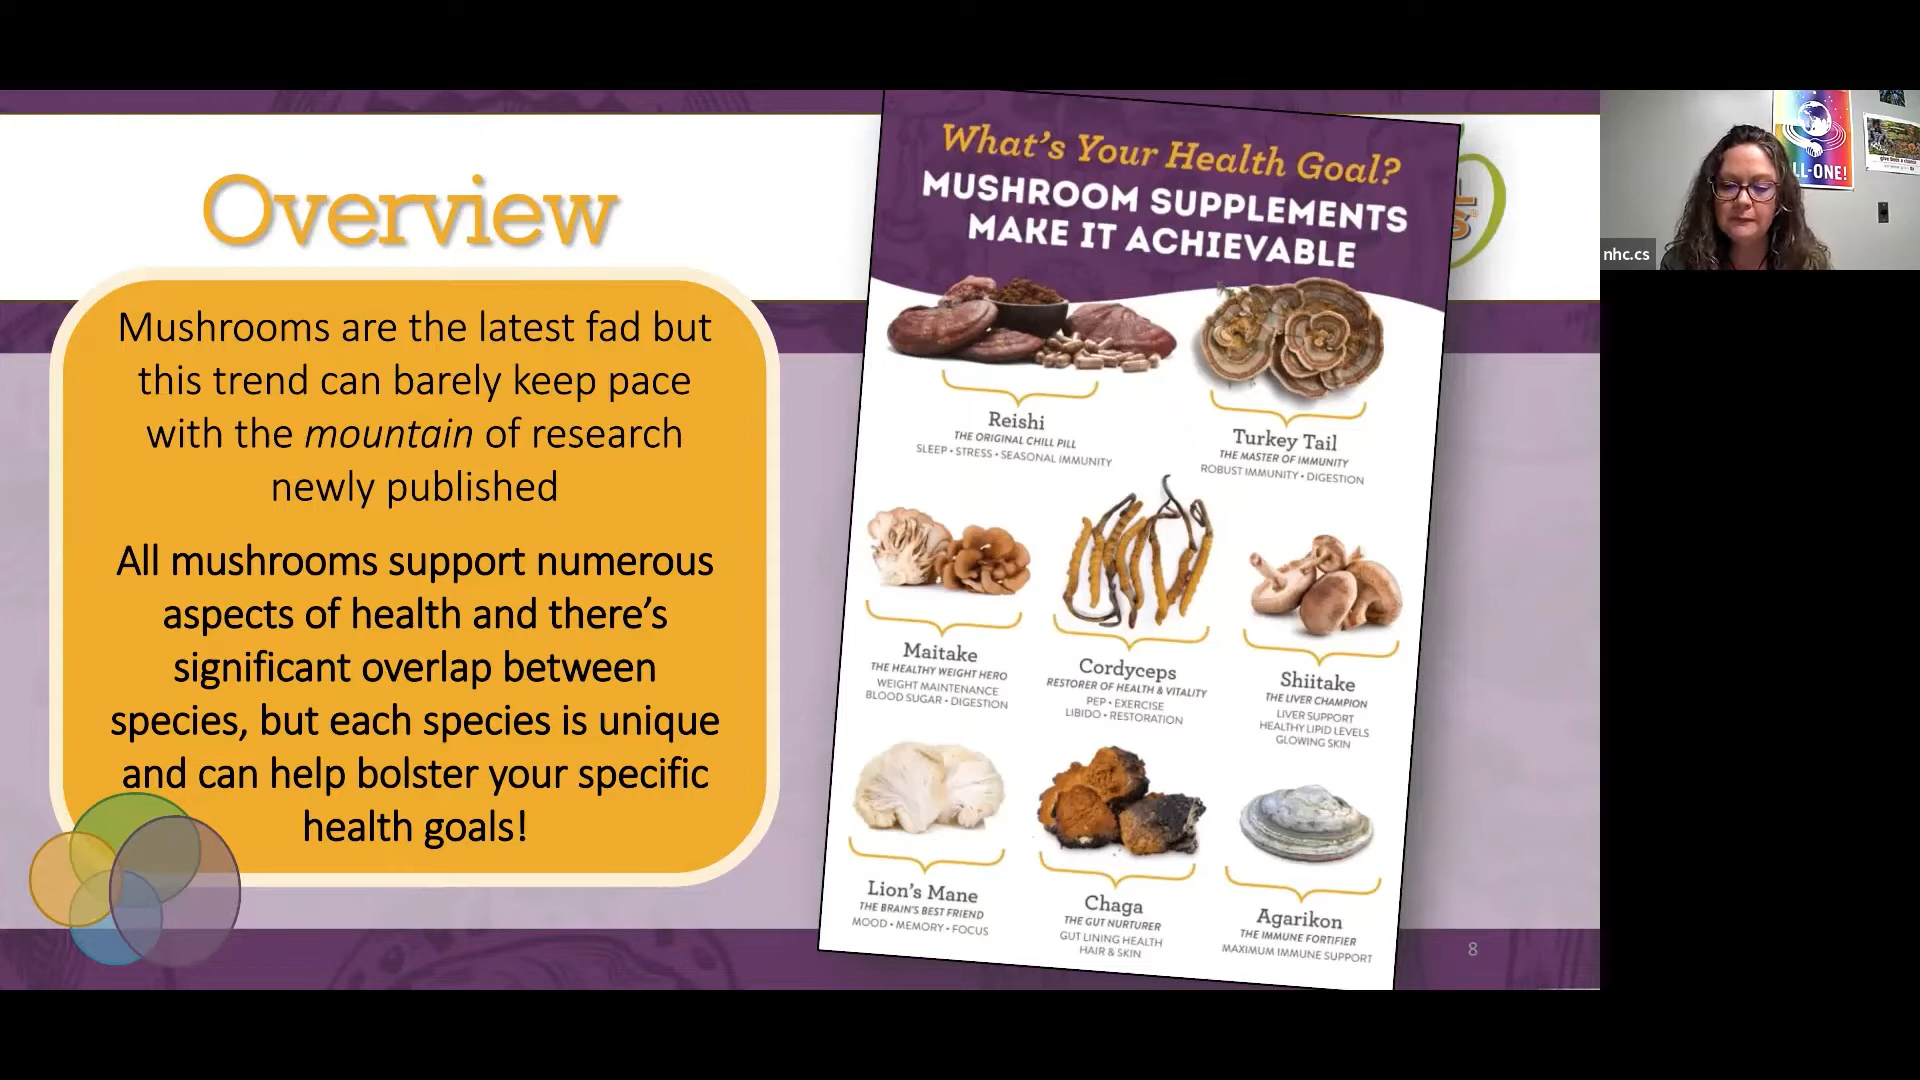 Overview
Mushrooms are the latest fad but
this trend can barely keep pace
with the mountain of research
newly published
All mushrooms support numerous
aspects of health and there's
significant overlap between
species, but each species is unique
and can help bolster your specific
health goals!
What's Your Health Goal?
MUSHROOM SUPPLEMENTS
MAKE IT ACHIEVABLE
Reishi
THE ORIGINAL CHILL PILL
SLEEP • STRESS • SEASONAL IMMUNITY
Turkey Tail
THE MASTER OF IMMUNITY
ROBUST IMMUNITY • DIGESTION
Maitake
THE HEALTHY WEIGHT HERO
WEIGHT MAINTENANCE
BLOOD SUGAR • DIGESTION
Cordyceps
RESTORER OF HEALTH & VITALITY
PEP • EXERCISE
LIBIDO • RESTORATION
Shiitake
THE LIVER CHAMPION
LIVER SUPPORT
HEALTHY LIPID LEVELS
GLOWING SKIN
Lion's Mane
THE BRAIN'S BEST FRIEND
MOOD • MEMORY • FOCUS
Chaga
THE GUT NURTURER
GUT LINING HEALTH
HAIR & SKIN
Agarikon
THE IMMUNE FORTIFIER
MAXIMUM IMMUNE SUPPORT
8
LL-ONE!
nhc.cs